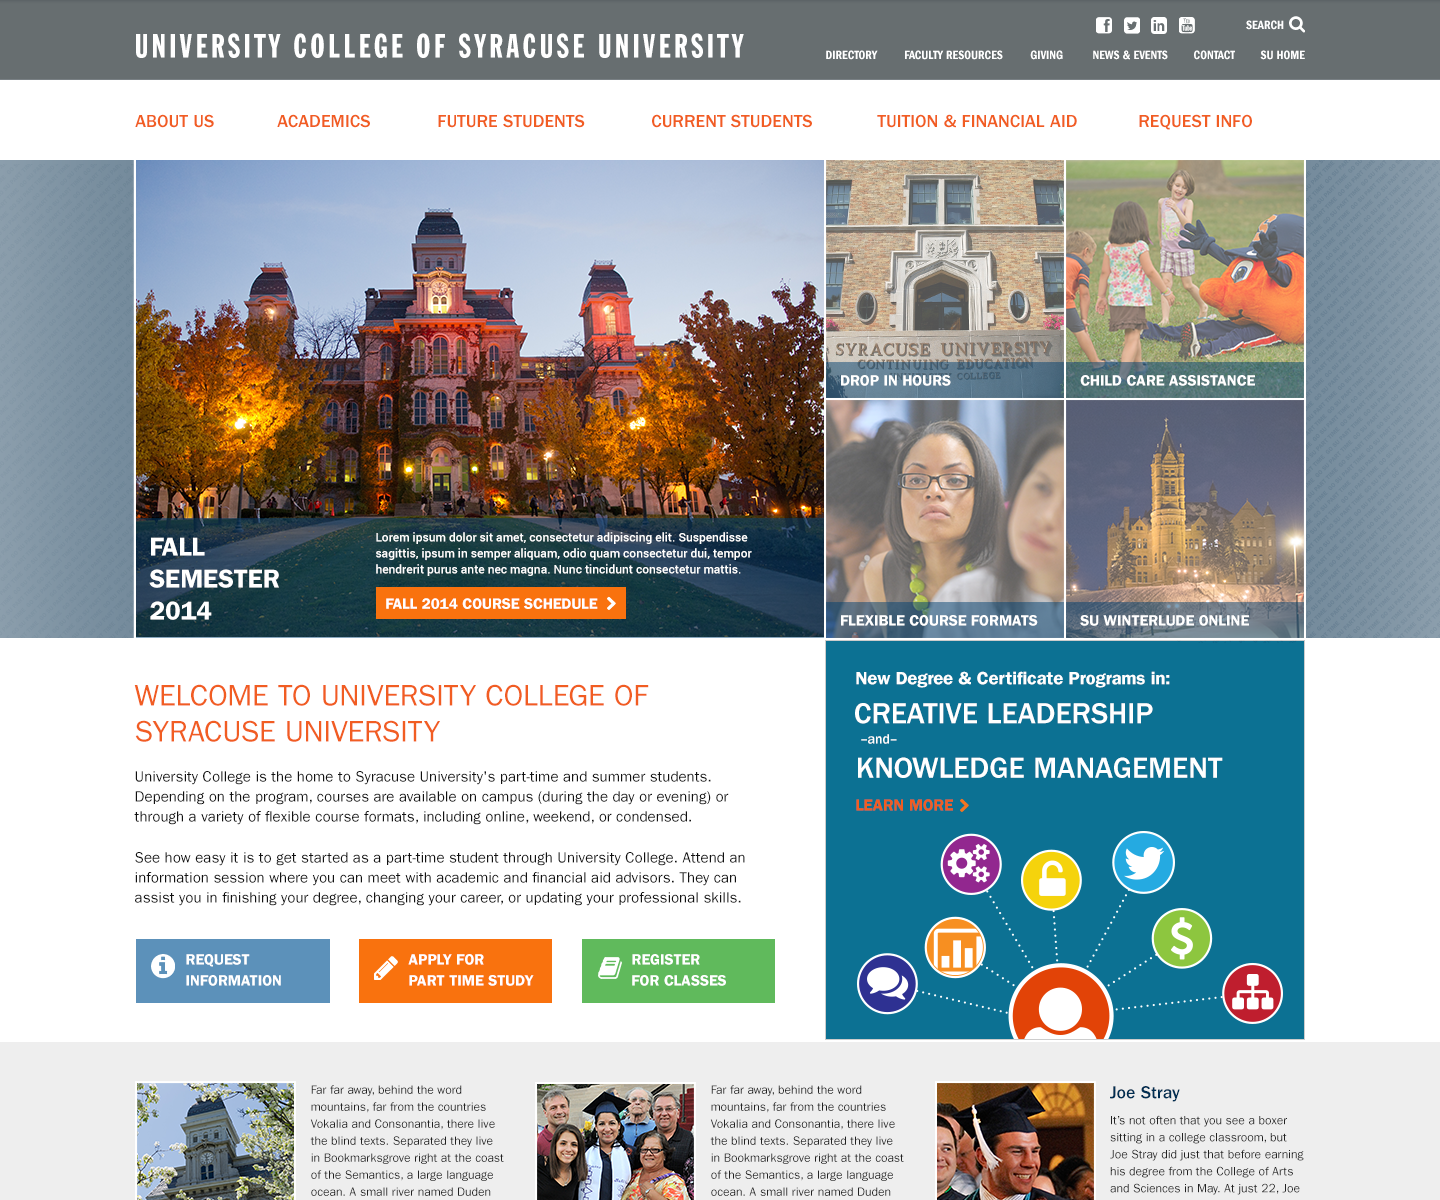 UNIVERSITY COLLEGE OF SYRACUSE UNIVERSITY
SEARCH
DIRECTORY FACULTY RESOURCES GIVING NEWS & EVENTS CONTACT SU HOME
ABOUT US ACADEMICS FUTURE STUDENTS CURRENT STUDENTS TUITION & FINANCIAL AID REQUEST INFO
FALL
SEMESTER
2014
Lorem ipsum dolor sit amet, consectetur adipiscing elit. Suspendisse
sagittis, ipsum in semper aliquam, odio quam consectetur dui, tempor
hendrerit purus ante nec magna. Nunc tincidunt consectetur mattis.
FALL 2014 COURSE SCHEDULE
SYRACUSE UNIVERSITY
CONTINUING EDUCATION
COLLEGE
DROP IN HOURS
CHILD CARE ASSISTANCE
FLEXIBLE COURSE FORMATS
SU WINTERLUDE ONLINE
WELCOME TO UNIVERSITY COLLEGE OF
SYRACUSE UNIVERSITY
University College is the home to Syracuse University's part-time and summer students.
Depending on the program, courses are available on campus (during the day or evening) or
through a variety of flexible course formats, including online, weekend, or condensed.
See how easy it is to get started as a part-time student through University College. Attend an
information session where you can meet with academic and financial aid advisors. They can
assist you in finishing your degree, changing your career, or updating your professional skills.
REQUEST
INFORMATION
APPLY FOR
PART TIME STUDY
REGISTER
FOR CLASSES
New Degree & Certificate Programs in:
CREATIVE LEADERSHIP
–and–
KNOWLEDGE MANAGEMENT
LEARN MORE
Far far away, behind the word
mountains, far from the countries
Vokalia and Consonantia, there live
the blind texts. Separated they live
in Bookmarksgrove right at the coast
of the Semantics, a large language
ocean. A small river named Duden
Far far away, behind the word
mountains, far from the countries
Vokalia and Consonantia, there live
the blind texts. Separated they live
in Bookmarksgrove right at the coast
of the Semantics, a large language
ocean. A small river named Duden
Joe Stray
It's not often that you see a boxer
sitting in a college classroom, but
Joe Stray did just that before earning
his degree from the College of Arts
and Sciences in May. At just 22, Joe